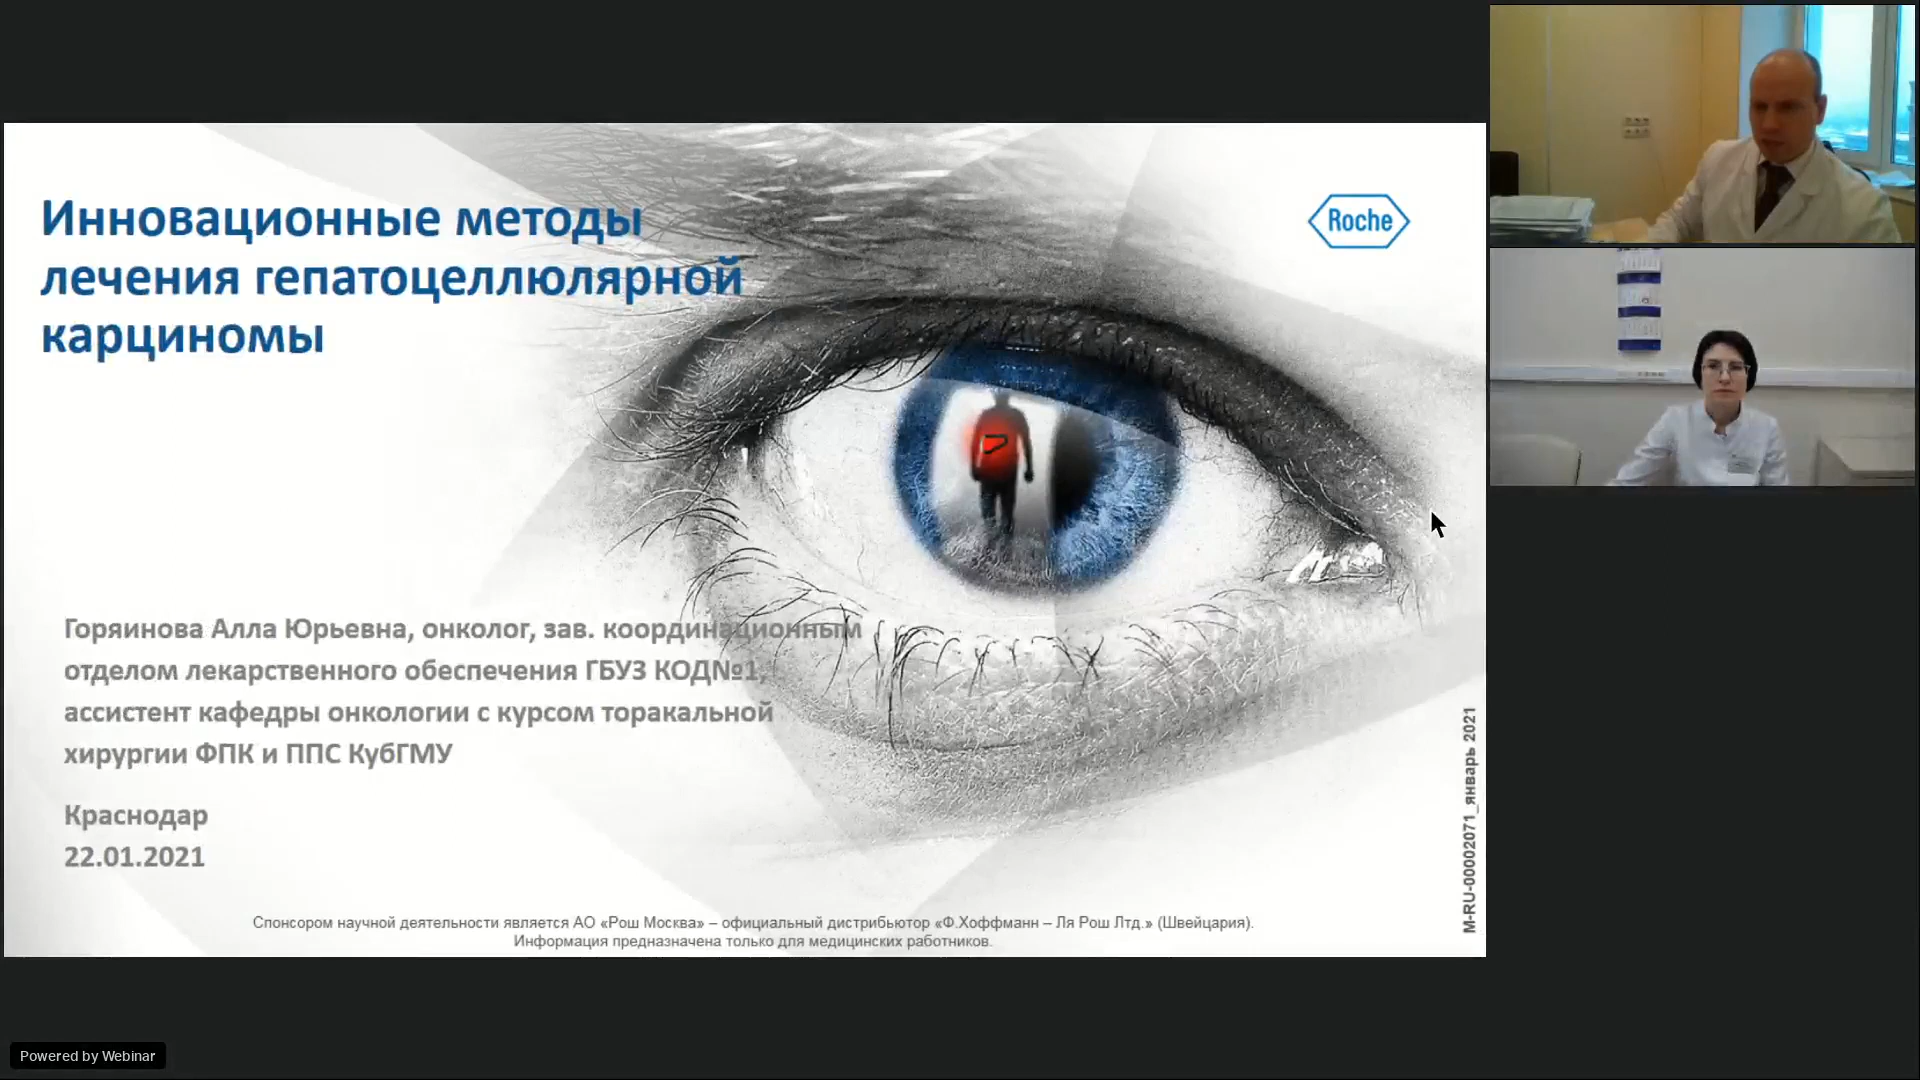 Инновационные методы
лечения гепатоцеллюлярной
карциномы
Roche
Горяинова Алла Юрьевна, онколог, зав. координационным
отделом лекарственного обеспечения ГБУЗ КОД№1,
ассистент кафедры онкологии с курсом торакальной
хирургии ФПК и ППС КубГМУ
Краснодар
22.01.2021
M-RU-00002071_январь 2021
Спонсором научной деятельности является АО «Рош Москва» – официальный дистрибьютор «Ф.Хоффманн – Ля Рош Лтд.» (Швейцария).
Информация предназначена только для медицинских работников.
Powered by Webinar